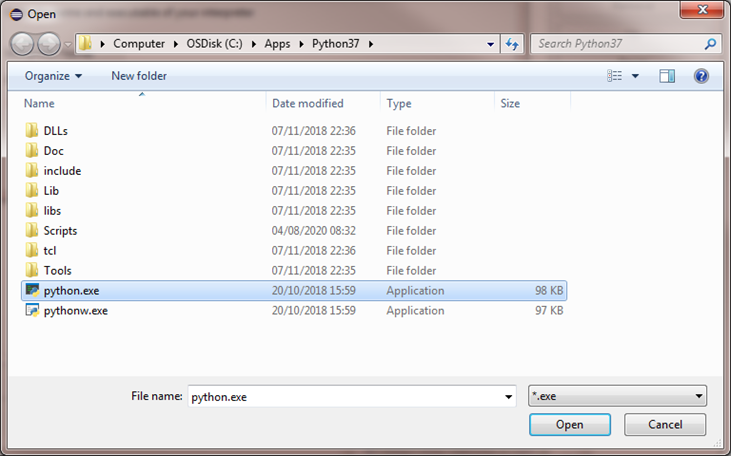 Open
Computer OSDisk (C:) Apps Python37 Search Python37
Organize New folder
Name Date modified Type Size
DLLs 07/11/2018 22:36 File folder
Doc 07/11/2018 22:35 File folder
include 07/11/2018 22:35 File folder
Lib 07/11/2018 22:35 File folder
libs 07/11/2018 22:35 File folder
Scripts 04/08/2020 08:32 File folder
tcl 07/11/2018 22:36 File folder
Tools 07/11/2018 22:35 File folder
python.exe 20/10/2018 15:59 Application 98 KB
pythonw.exe 20/10/2018 15:59 Application 97 KB
File name: python.exe *.exe
Open Cancel